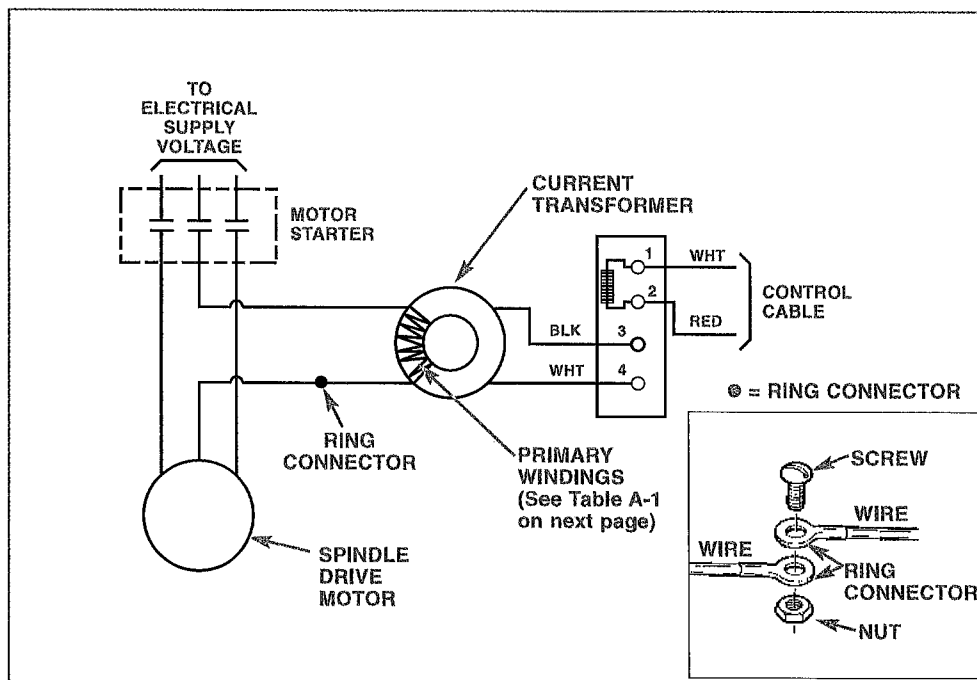 TO
ELECTRICAL
SUPPLY
VOLTAGE
MOTOR
STARTER
CURRENT
TRANSFORMER
1
WHT
2
RED
CONTROL
CABLE
BLK
3
WHT
4
● = RING CONNECTOR
RING
CONNECTOR
PRIMARY
WINDINGS
(See Table A-1
on next page)
SPINDLE
DRIVE
MOTOR
SCREW
WIRE
WIRE
RING
CONNECTOR
NUT